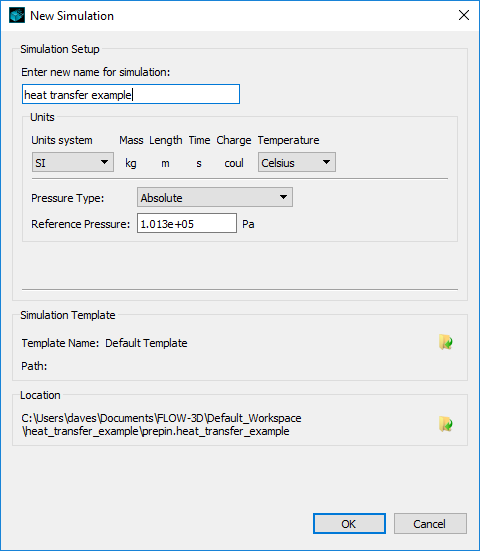 New Simulation
Simulation Setup
Enter new name for simulation:
heat transfer example
Units
Units system Mass Length Time Charge Temperature
SI kg m s coul Celsius
Pressure Type: Absolute
Reference Pressure: 1.013e+05 Pa
Simulation Template
Template Name: Default Template
Path:
Location
C:\Users\daves\Documents\FLOW-3D\Default_Workspace
\heat_transfer_example\prepin.heat_transfer_example
OK Cancel